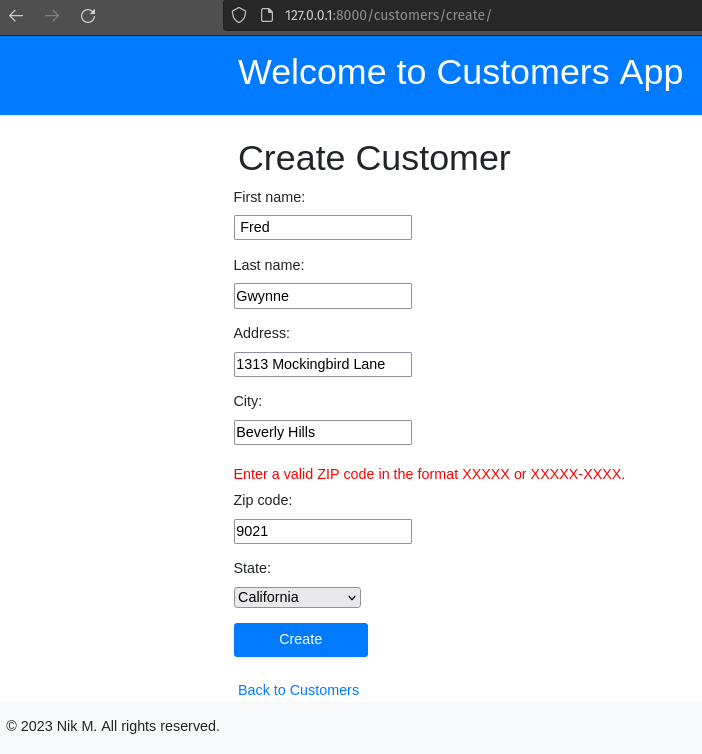 127.0.0.1:8000/customers/create/
Welcome to Customers App
Create Customer
First name:
Fred
Last name:
Gwynne
Address:
1313 Mockingbird Lane
City:
Beverly Hills
Enter a valid ZIP code in the format XXXXX or XXXXX-XXXX.
Zip code:
9021
State:
California
Create
Back to Customers
© 2023 Nik M. All rights reserved.